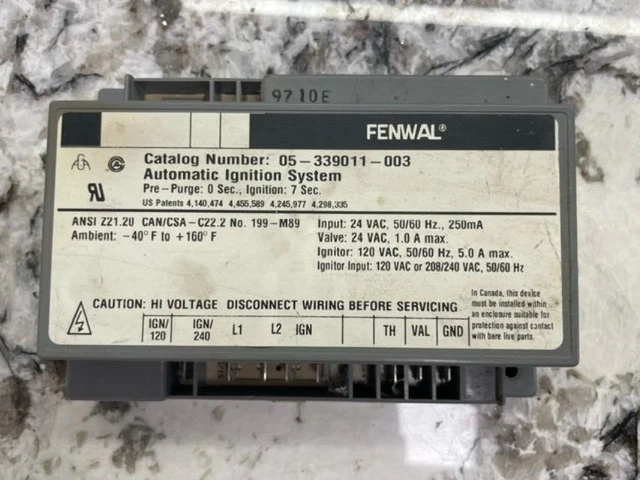 9710E
FENWAL®
Catalog Number: 05-339011-003
Automatic Ignition System
Pre-Purge: 0 Sec., Ignition: 7 Sec.
US Patents 4,140,474 4,455,589 4,245,977 4,298,335
ANSI Z21.20 CAN/CSA-C22.2 No. 199-M89
Ambient: -40° F to +160° F
Input: 24 VAC, 50/60 Hz., 250mA
Valve: 24 VAC, 1.0 A max.
Ignitor: 120 VAC, 50/60 Hz, 5.0 A max.
Ignitor Input: 120 VAC or 208/240 VAC, 50/60 Hz
CAUTION: HI VOLTAGE DISCONNECT WIRING BEFORE SERVICING
In Canada, this device
must be installed within
an enclosure suitable for
protection against contact
with bare live parts.
IGN/120 IGN/240 L1 L2 IGN TH VAL GND